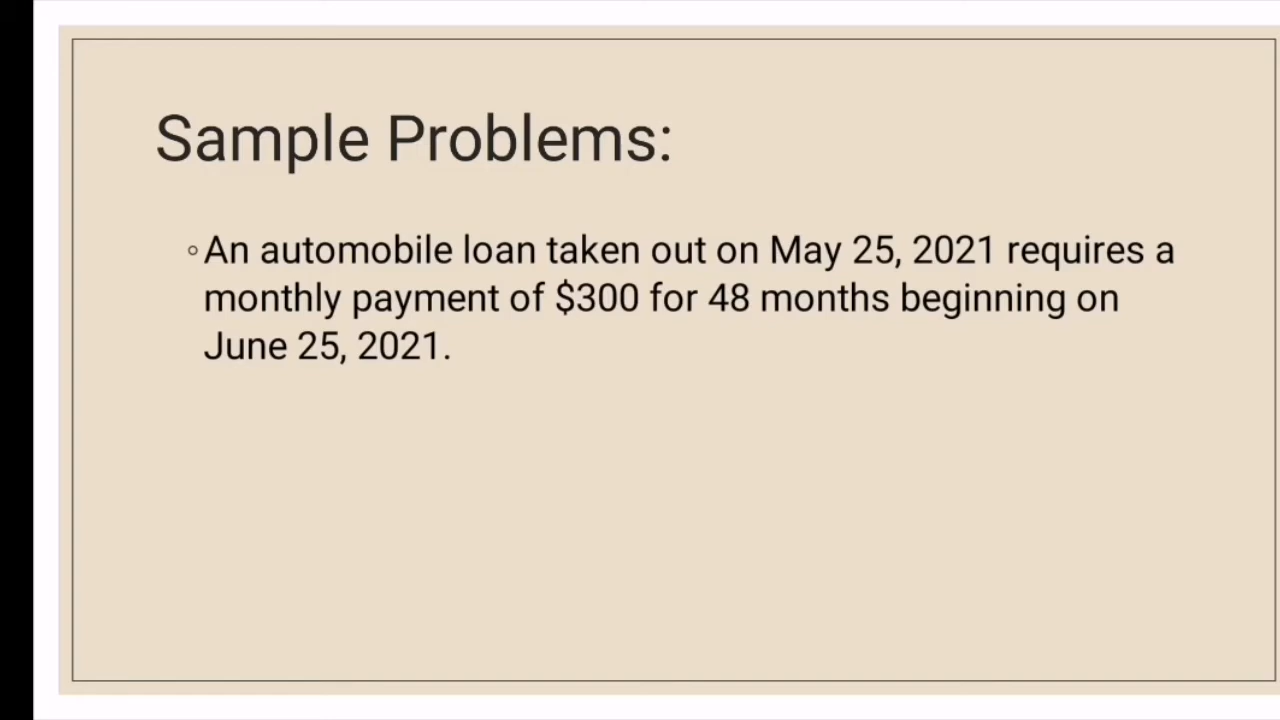 Sample Problems:
◦An automobile loan taken out on May 25, 2021 requires a
monthly payment of $300 for 48 months beginning on
June 25, 2021.